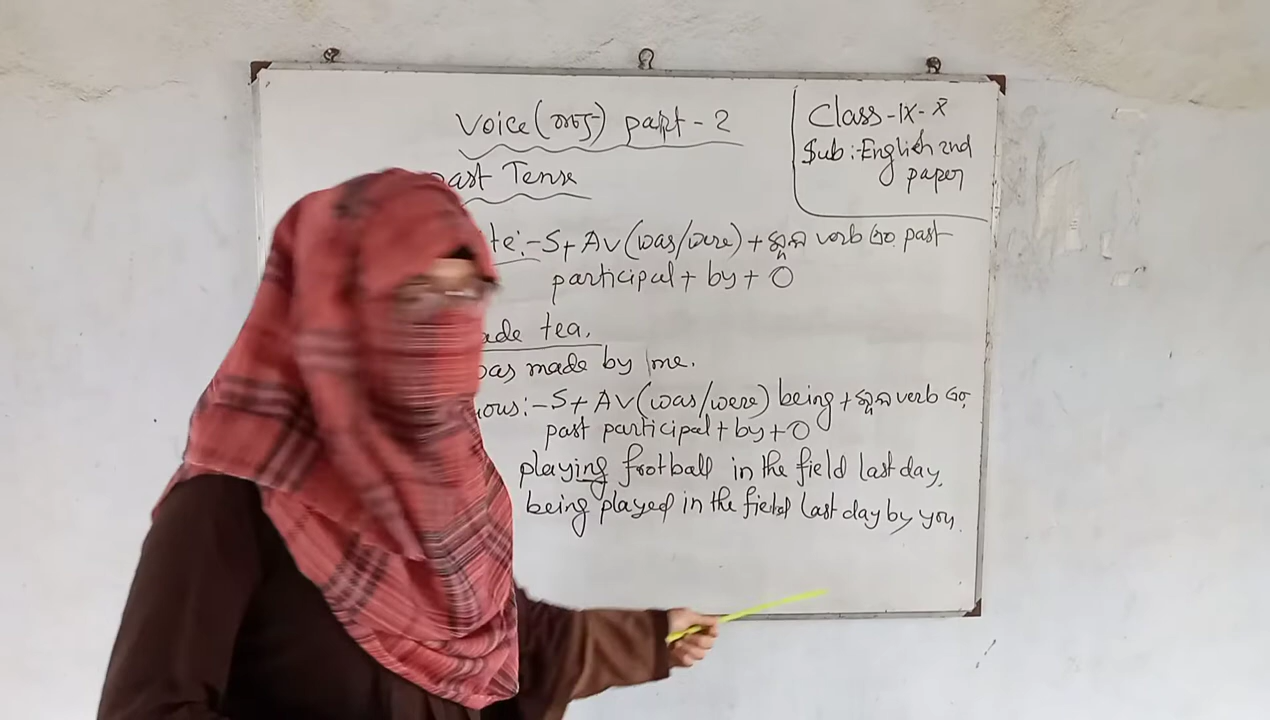 Voice (বাচ্য) part - 2
Class - IX - X
Sub : English 2nd
paper
ast Tense
te : - S + AV (was/were) + মূল verb এর past
participal + by + O
ade tea.
was made by me.
uous : - S + AV (was/were) being + মূল verb এর
past participal + by + O
playing football in the field last day.
being played in the field last day by you.